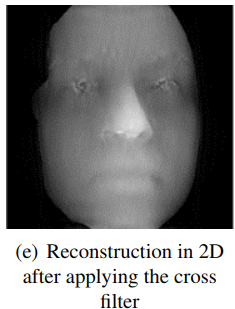 (e) Reconstruction in 2D
after applying the cross
filter